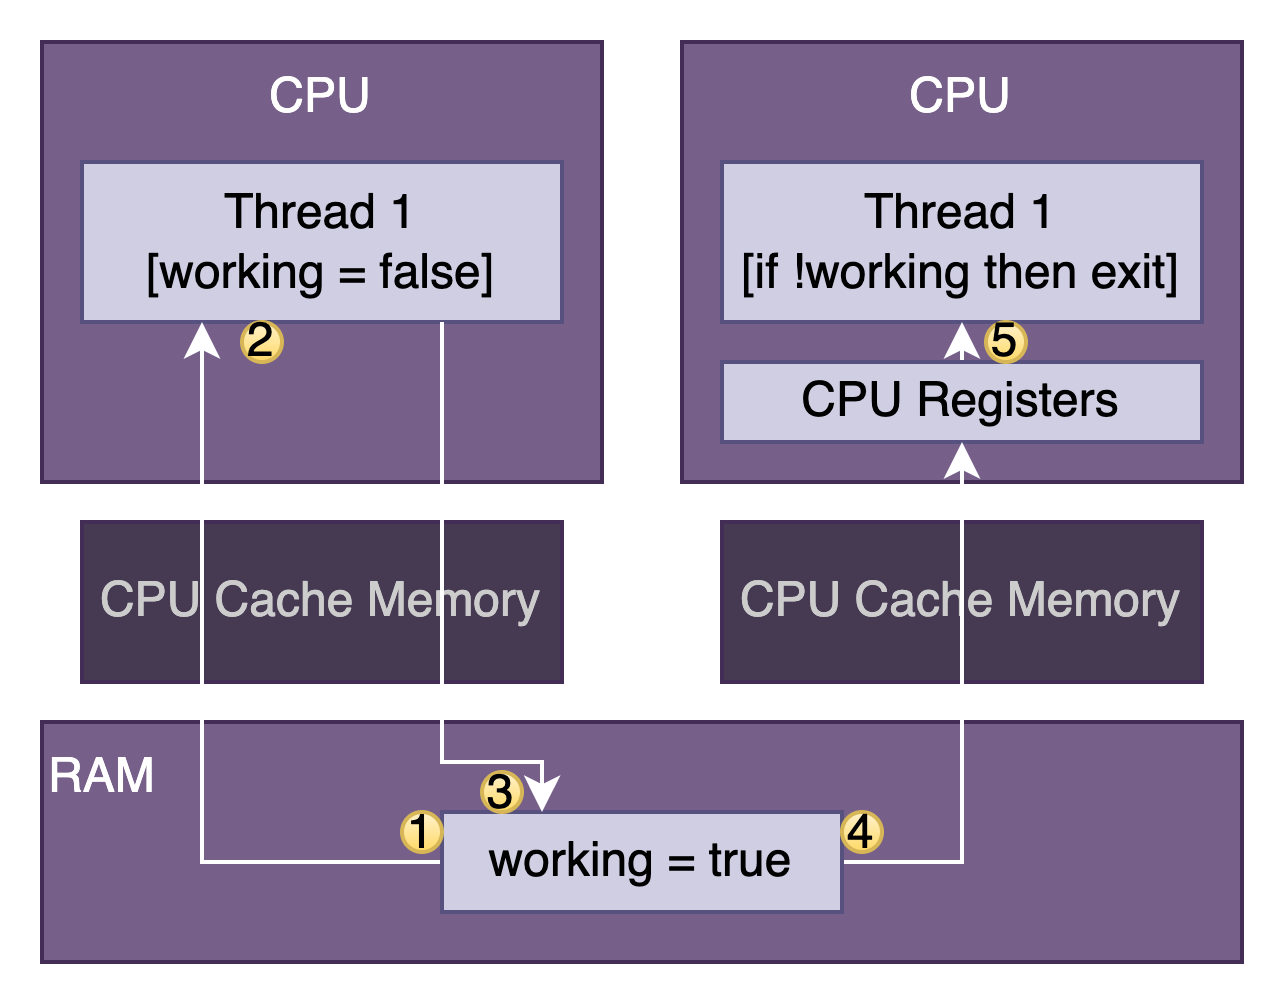 CPU
Thread 1
[working = false]
2
CPU
Thread 1
[if !working then exit]
5
CPU Registers
CPU Cache Memory
CPU Cache Memory
RAM
3
1
working = true
4